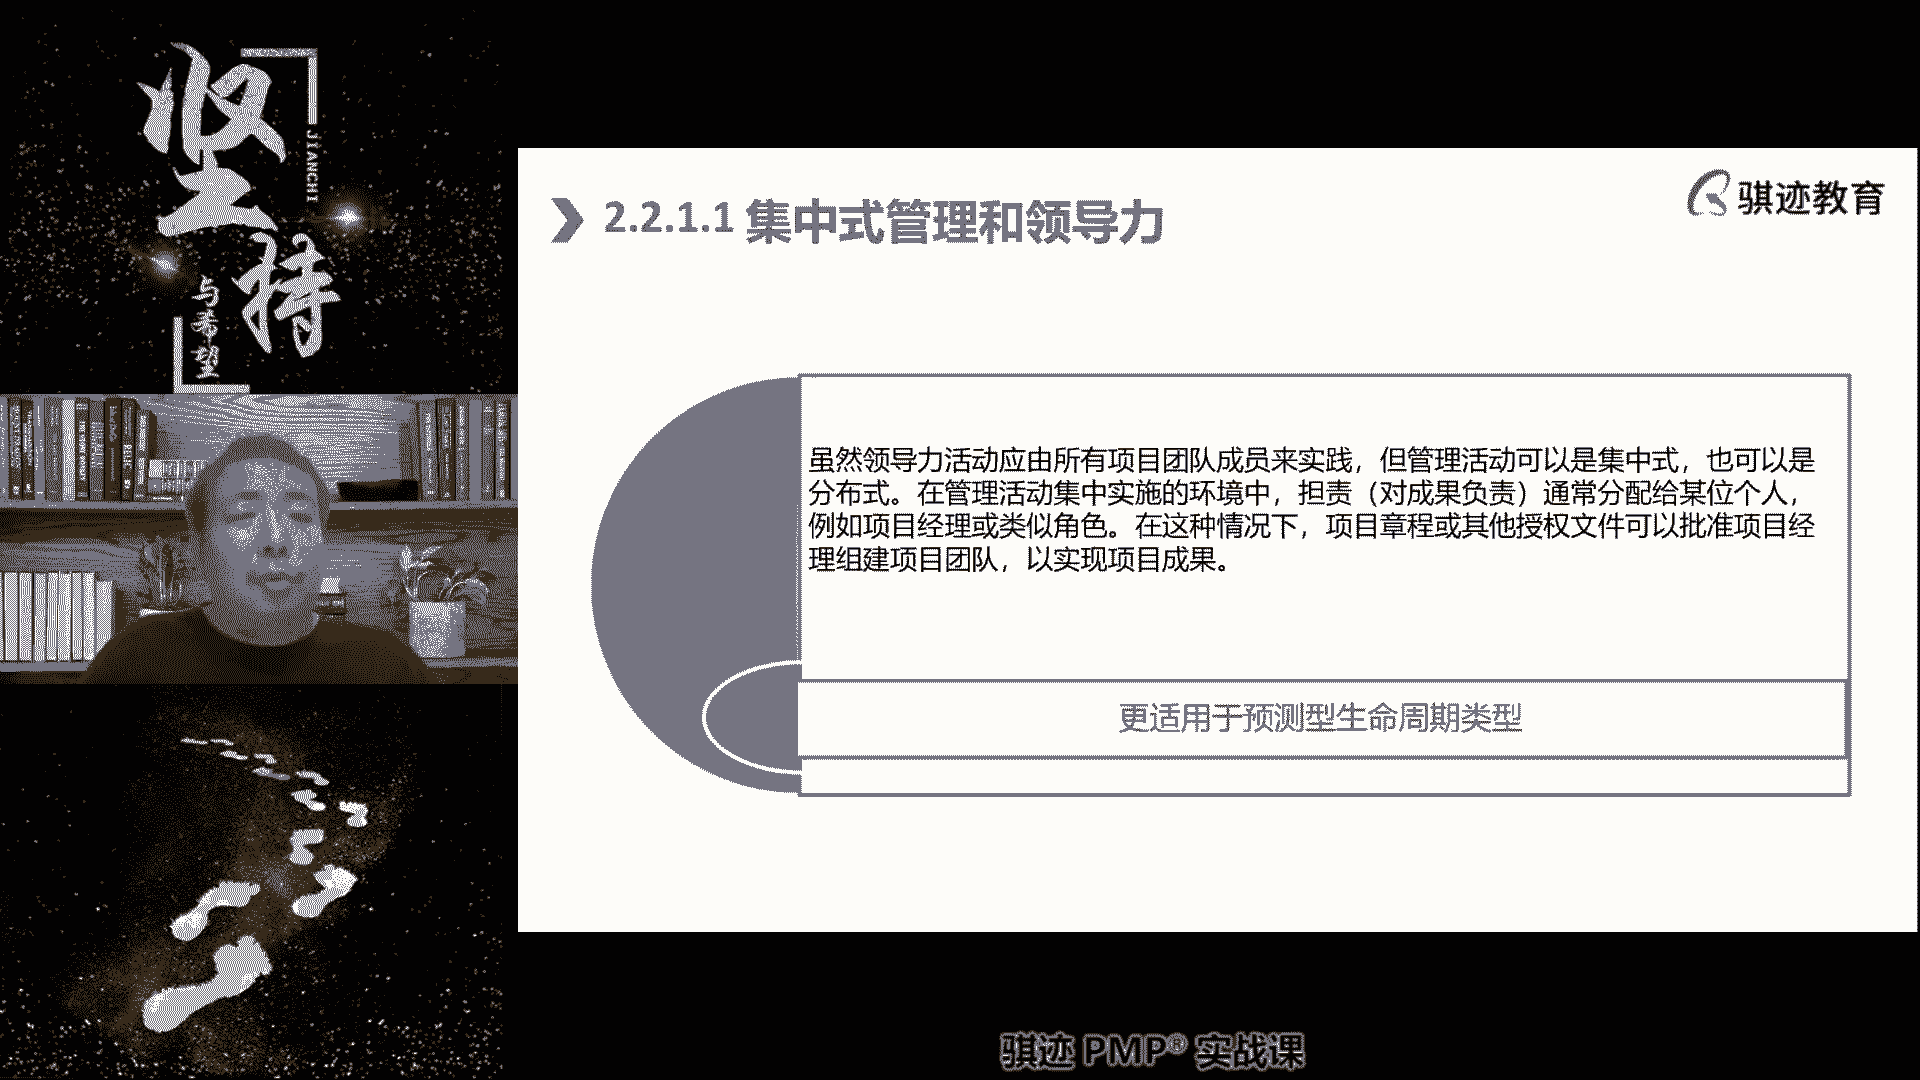 坚持
JIANCHI
与希望
2.2.1.1 集中式管理和领导力
骐迹教育
虽然领导力活动应由所有项目团队成员来实践，但管理活动可以是集中式，也可以是
分布式。在管理活动集中实施的环境中，担责（对成果负责）通常分配给某位个人，
例如项目经理或类似角色。在这种情况下，项目章程或其他授权文件可以批准项目经
理组建项目团队，以实现项目成果。
更适用于预测型生命周期类型
骐迹 PMP® 实战课